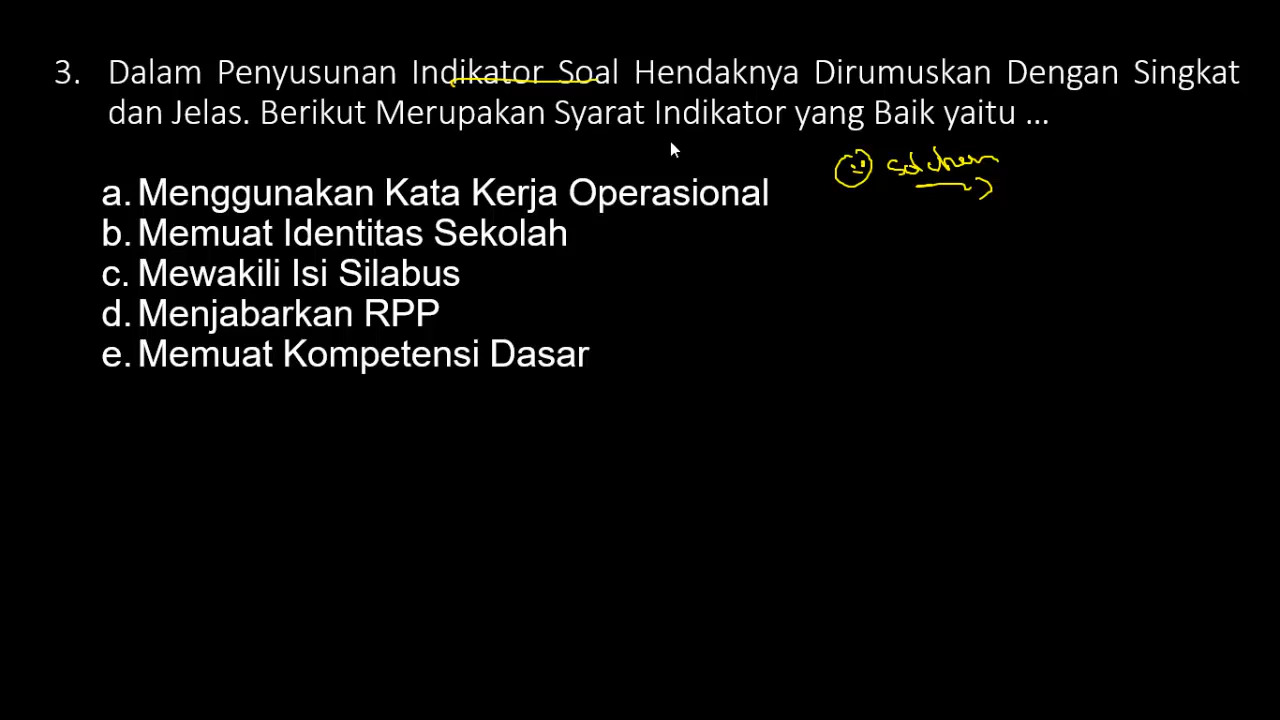 3. Dalam Penyusunan Indikator Soal Hendaknya Dirumuskan Dengan Singkat
dan Jelas. Berikut Merupakan Syarat Indikator yang Baik yaitu ...
a. Menggunakan Kata Kerja Operasional
b. Memuat Identitas Sekolah
c. Mewakili Isi Silabus
d. Menjabarkan RPP
e. Memuat Kompetensi Dasar